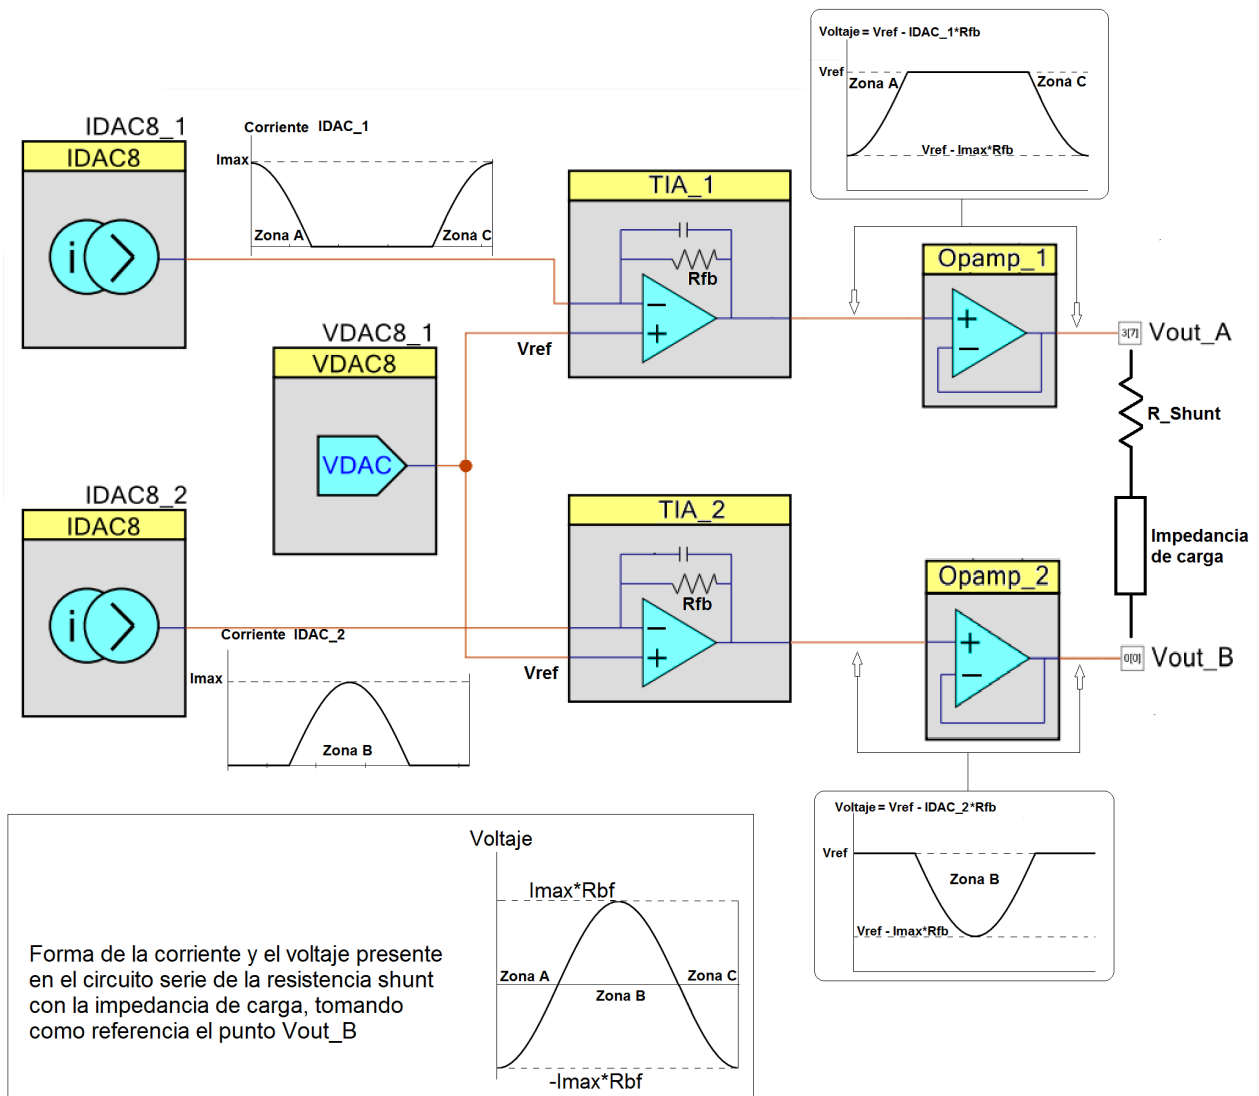 Voltaje = Vref - IDAC_1*Rfb
Vref
Zona A
Zona C
Vref - Imax*Rfb
IDAC8_1
IDAC8
Corriente IDAC_1
Imax
Zona A
Zona C
TIA_1
Rfb
Opamp_1
3[7]
Vout_A
VDAC8_1
VDAC8
VDAC
Vref
R_Shunt
IDAC8_2
IDAC8
TIA_2
Rfb
Impedancia
de carga
Opamp_2
Corriente IDAC_2
Imax
Zona B
Vref
0[0]
Vout_B
Voltaje = Vref - IDAC_2*Rfb
Vref
Zona B
Vref - Imax*Rfb
Voltaje
Imax*Rbf
Zona A
Zona B
Zona C
-Imax*Rbf
Forma de la corriente y el voltaje presente
en el circuito serie de la resistencia shunt
con la impedancia de carga, tomando
como referencia el punto Vout_B